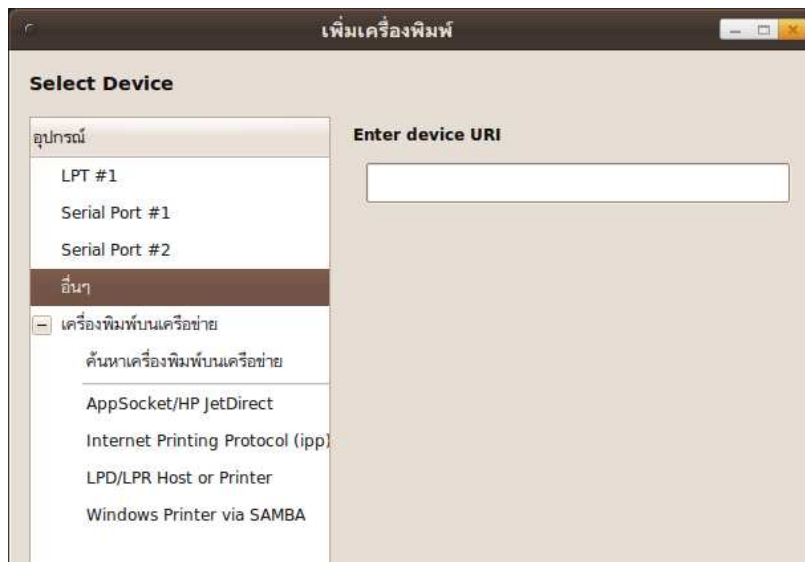 เพิ่มเครื่องพิมพ์
Select Device
อุปกรณ์
LPT #1
Serial Port #1
Serial Port #2
อื่นๆ
เครื่องพิมพ์บนเครือข่าย
ค้นหาเครื่องพิมพ์บนเครือข่าย
AppSocket/HP JetDirect
Internet Printing Protocol (ipp)
LPD/LPR Host or Printer
Windows Printer via SAMBA
Enter device URI